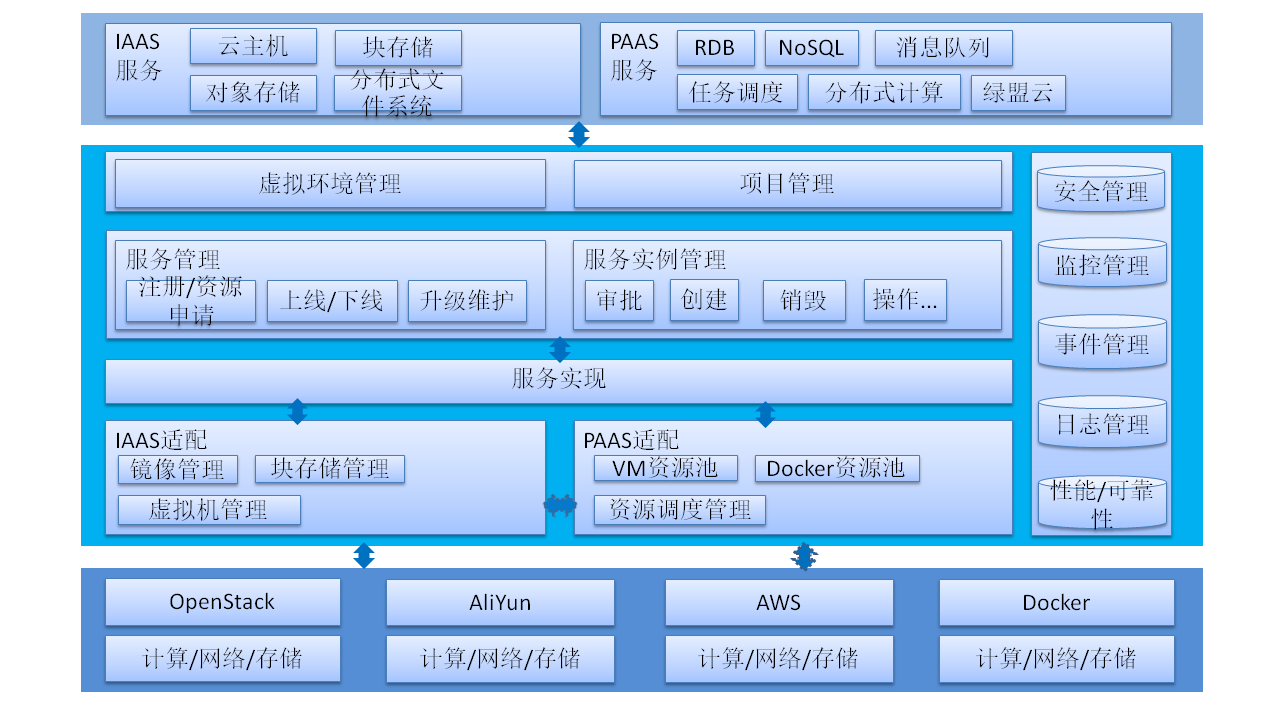 IAAS
服务
云主机
块存储
对象存储
分布式文
件系统
PAAS
服务
RDB
NoSQL
消息队列
任务调度
分布式计算
绿盟云
虚拟环境管理
项目管理
服务管理
注册/资源
申请
上线/下线
升级维护
服务实例管理
审批
创建
销毁
操作...
服务实现
IAAS适配
镜像管理
块存储管理
虚拟机管理
PAAS适配
VM资源池
Docker资源池
资源调度管理
安全管理
监控管理
事件管理
日志管理
性能/可靠
性
OpenStack
AliYun
AWS
Docker
计算/网络/存储
计算/网络/存储
计算/网络/存储
计算/网络/存储